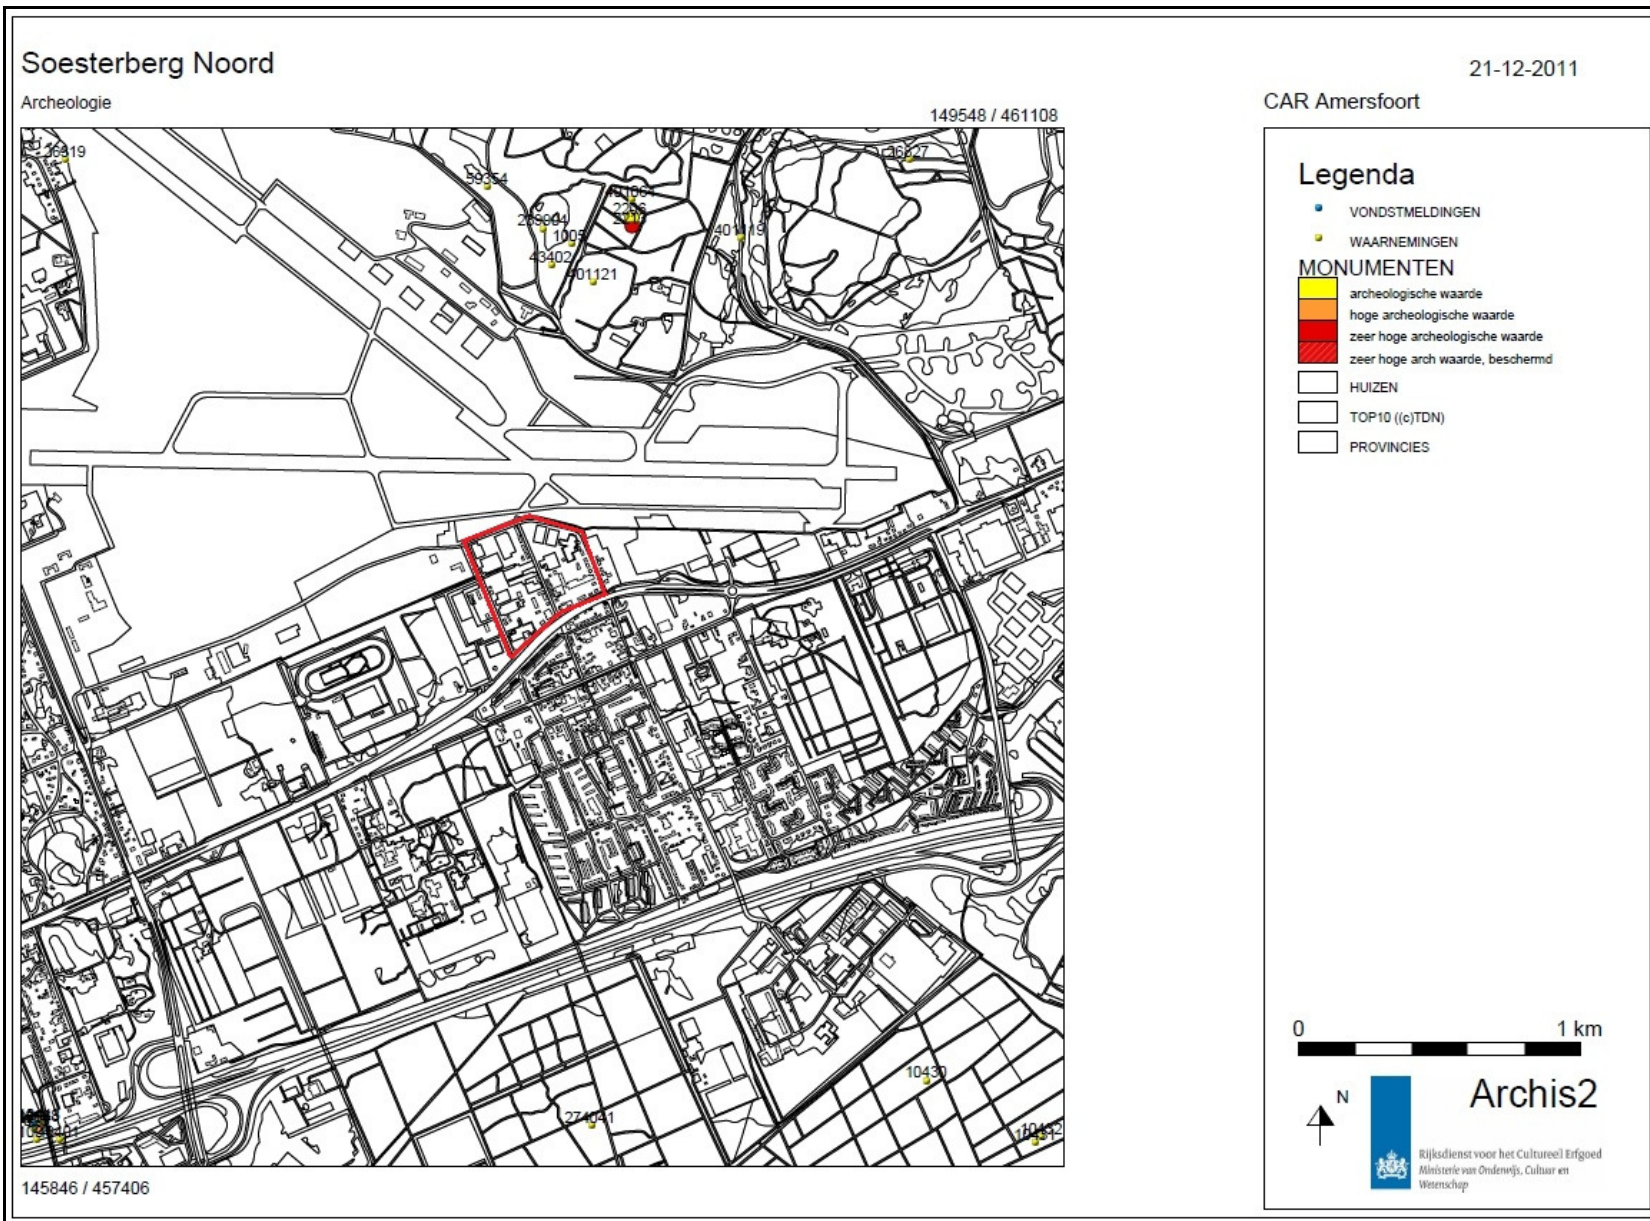 Soesterberg Noord
21-12-2011
Archeologie
CAR Amersfoort
149548 / 461108
26319
59354
401119
401121
43402
1005
10430
274041
Legenda
VONDSTMELDINGEN
WAARNEMINGEN
MONUMENTEN
archeologische waarde
hoge archeologische waarde
zeer hoge archeologische waarde
zeer hoge arch waarde, beschermd
HUIZEN
TOP10 ((c)TDN)
PROVINCIES
0 1 km
N
Archis2
Rijksdienst voor het Cultureel Erfgoed
Ministerie van Onderwijs, Cultuur en
Wetenschap
145846 / 457406